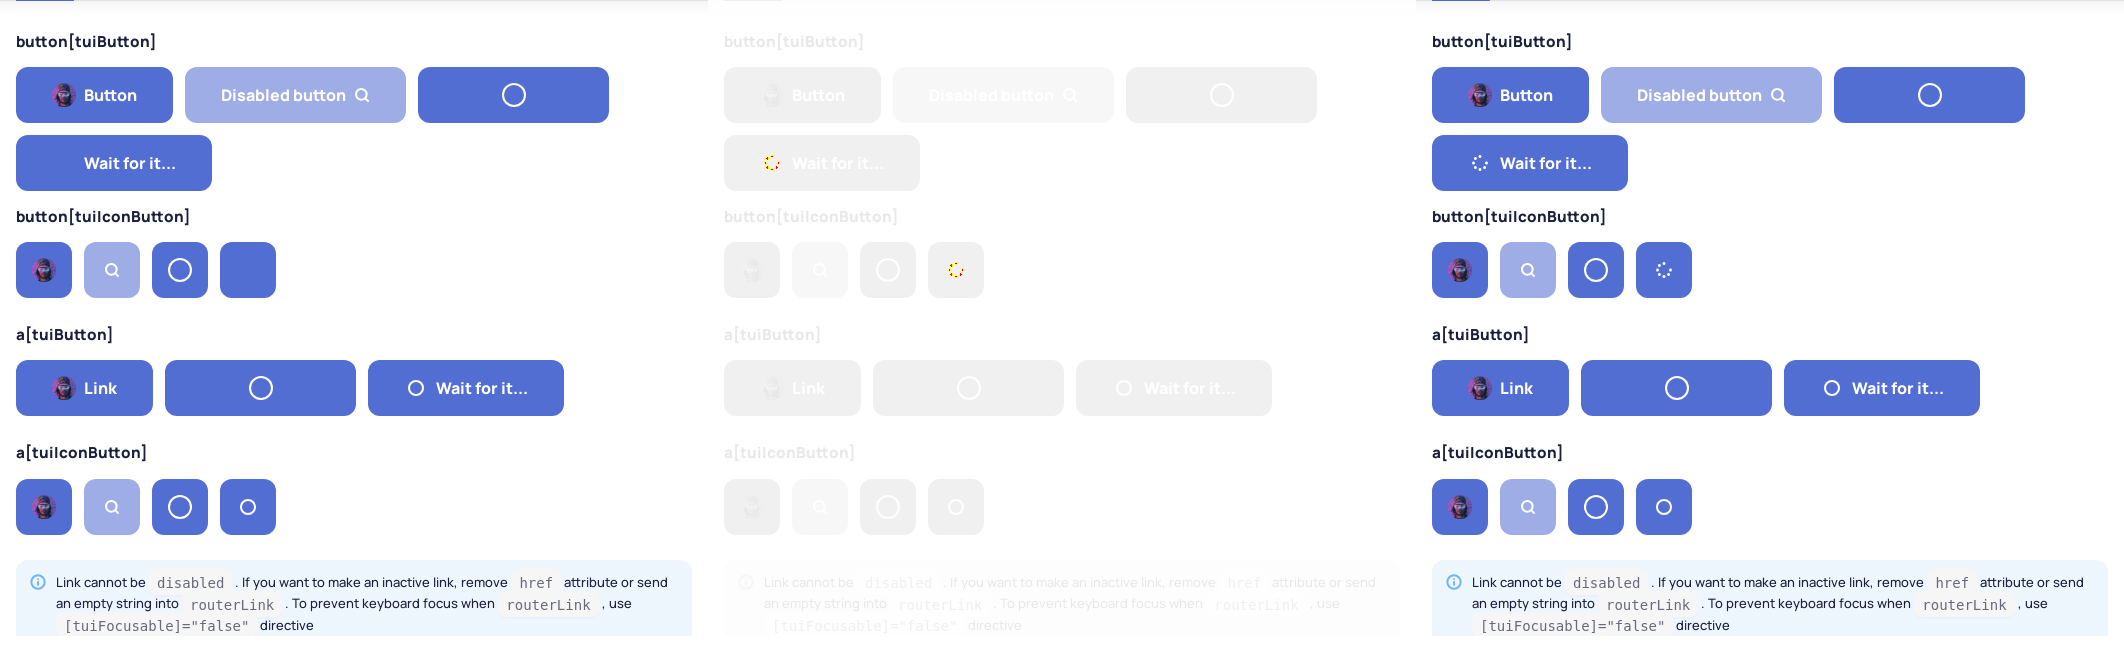 button[tuiButton]
Button
Disabled button
Wait for it...
button[tuiIconButton]
a[tuiButton]
Link
Wait for it...
a[tuiIconButton]
Link cannot be disabled . If you want to make an inactive link, remove href attribute or send
an empty string into routerLink . To prevent keyboard focus when routerLink , use
[tuiFocusable]="false" directive
button[tuiButton]
Button
Disabled button
Wait for it...
button[tuiIconButton]
a[tuiButton]
Link
Wait for it...
a[tuiIconButton]
Link cannot be disabled . If you want to make an inactive link, remove href attribute or send
an empty string into routerLink . To prevent keyboard focus when routerLink , use
[tuiFocusable]="false" directive
button[tuiButton]
Button
Disabled button
Wait for it...
button[tuiIconButton]
a[tuiButton]
Link
Wait for it...
a[tuiIconButton]
Link cannot be disabled . If you want to make an inactive link, remove href attribute or send
an empty string into routerLink . To prevent keyboard focus when routerLink , use
[tuiFocusable]="false" directive